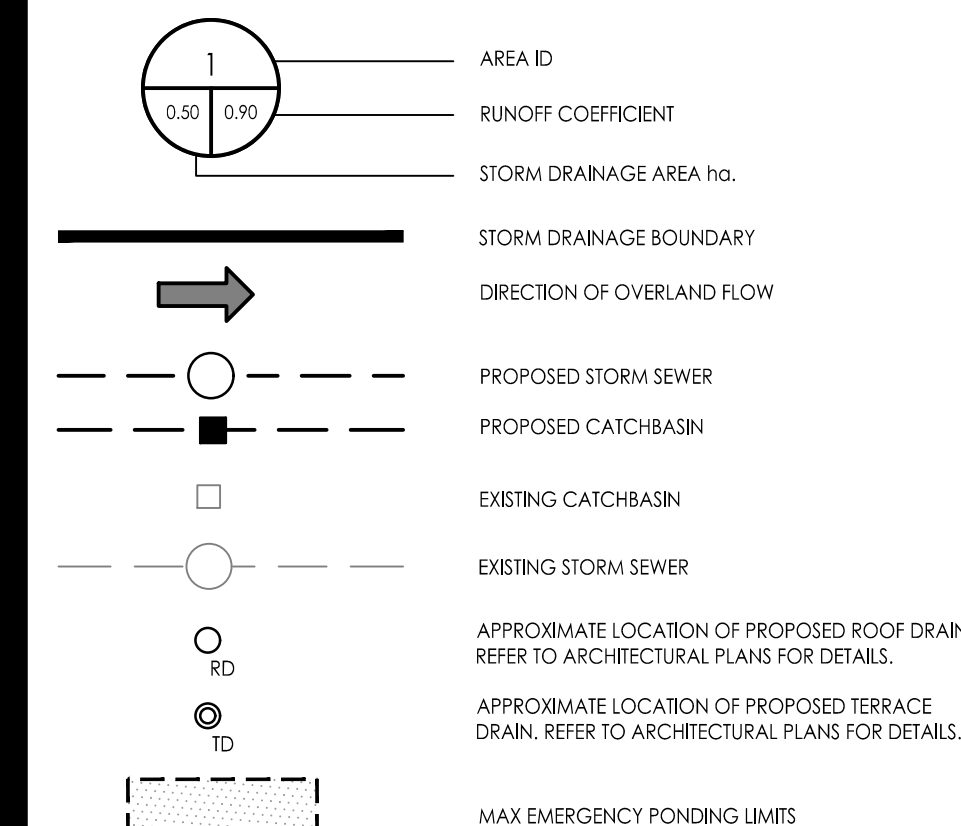 1
0.50 0.90
AREA ID
RUNOFF COEFFICIENT
STORM DRAINAGE AREA ha.
STORM DRAINAGE BOUNDARY
DIRECTION OF OVERLAND FLOW
PROPOSED STORM SEWER
PROPOSED CATCHBASIN
EXISTING CATCHBASIN
EXISTING STORM SEWER
RD
APPROXIMATE LOCATION OF PROPOSED ROOF DRAIN
REFER TO ARCHITECTURAL PLANS FOR DETAILS.
TD
APPROXIMATE LOCATION OF PROPOSED TERRACE
DRAIN. REFER TO ARCHITECTURAL PLANS FOR DETAILS.
MAX EMERGENCY PONDING LIMITS